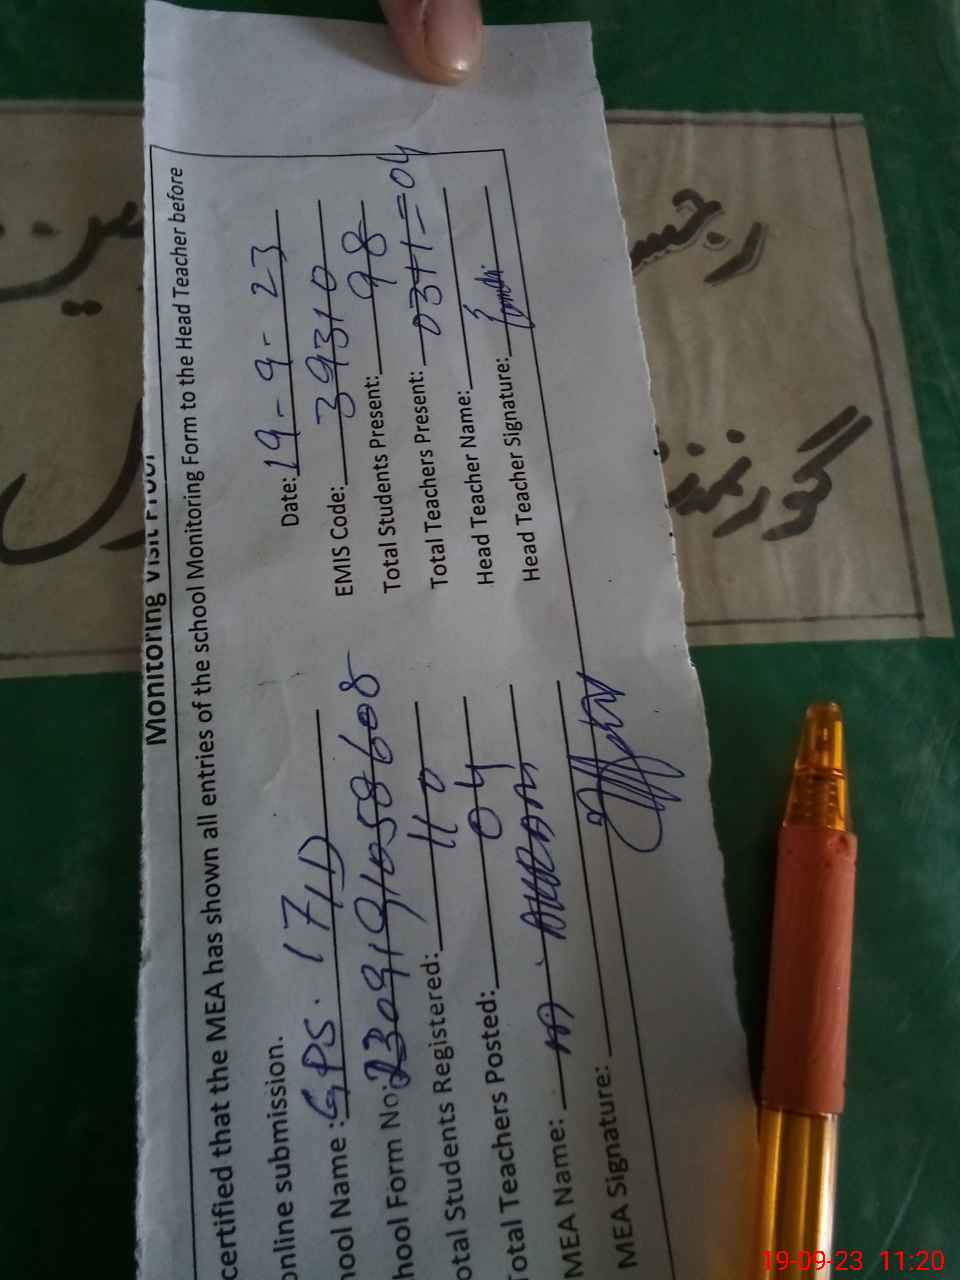 Monitoring Visit Proof
certified that the MEA has shown all entries of the school Monitoring Form to the Head Teacher before
online submission.
Date: 19-9-23
hool Name : GPS. 17/D
EMIS Code: 39310
hool Form No: 2309191058608
Total Students Present: 98
otal Students Registered: 110
Total Teachers Present: 03+1=04
otal Teachers Posted: 04
Head Teacher Name:
MEA Name: M. AKRAM
Head Teacher Signature:
MEA Signature:
رجس
گورنمنٹ
19-09-23 11:20